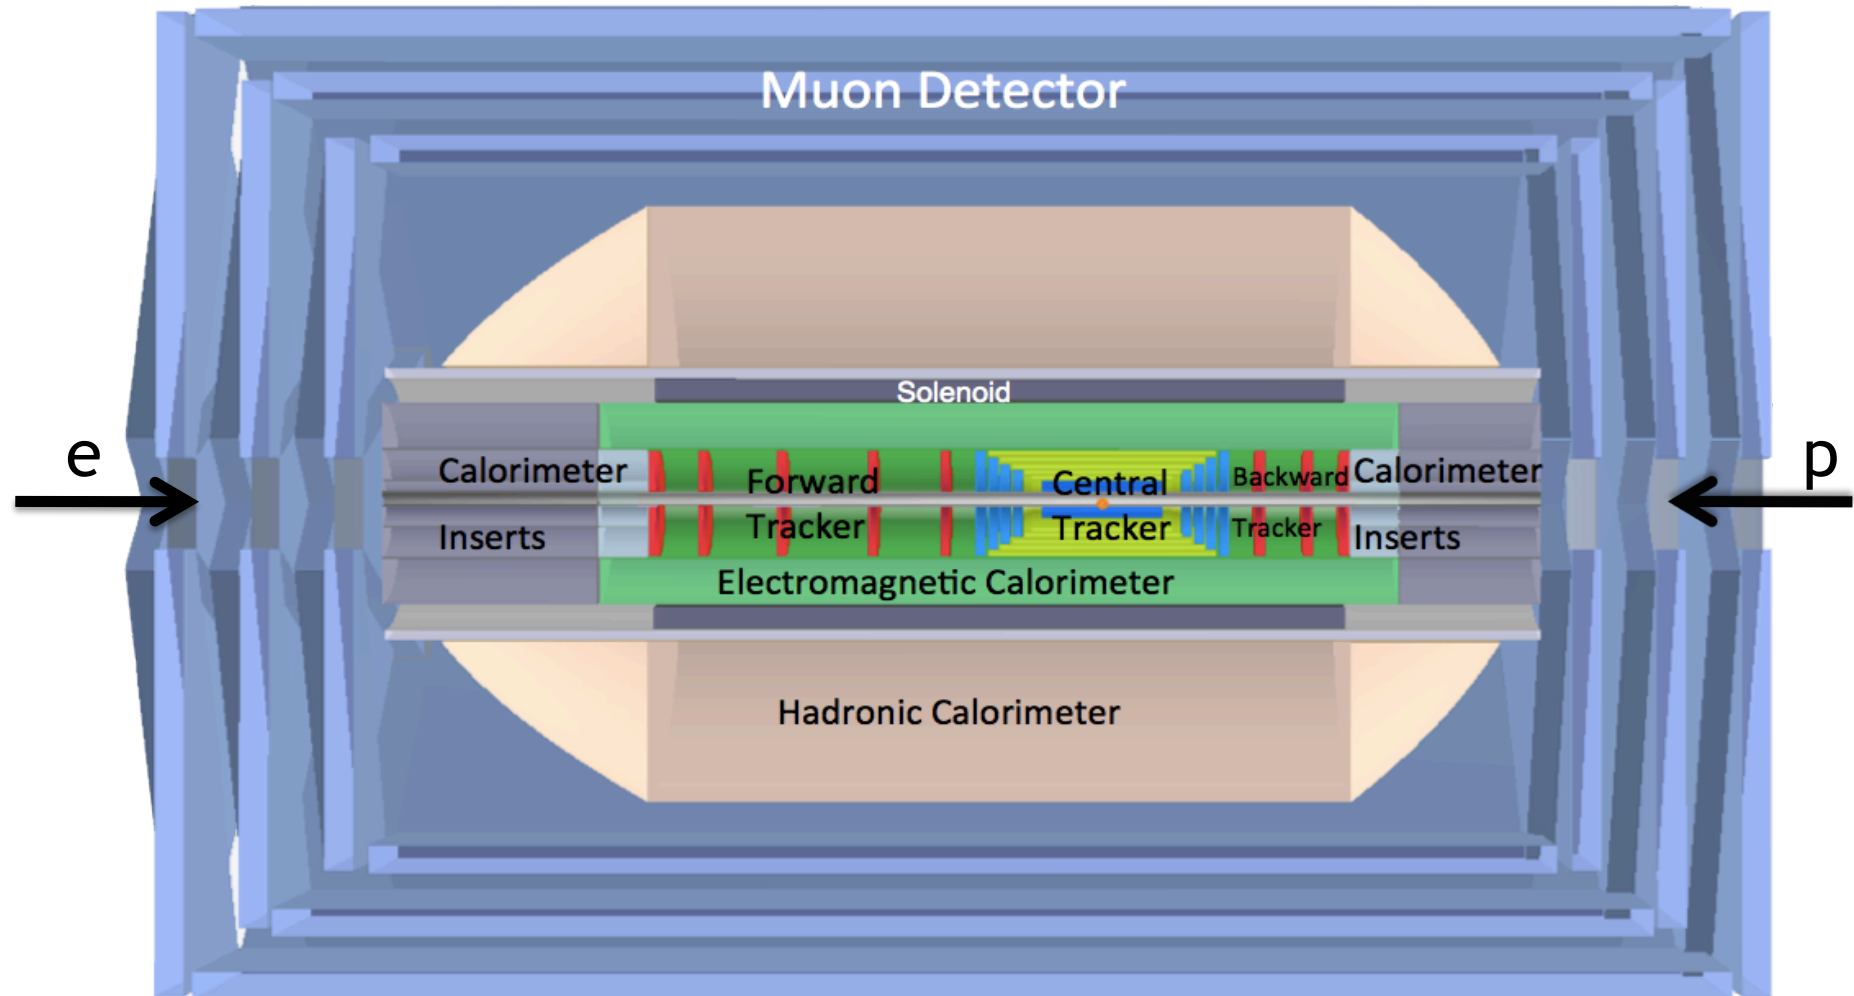 Muon Detector
Solenoid
e
p
Calorimeter
Inserts
Forward
Tracker
Central
Tracker
Backward
Tracker
Calorimeter
Inserts
Electromagnetic Calorimeter
Hadronic Calorimeter